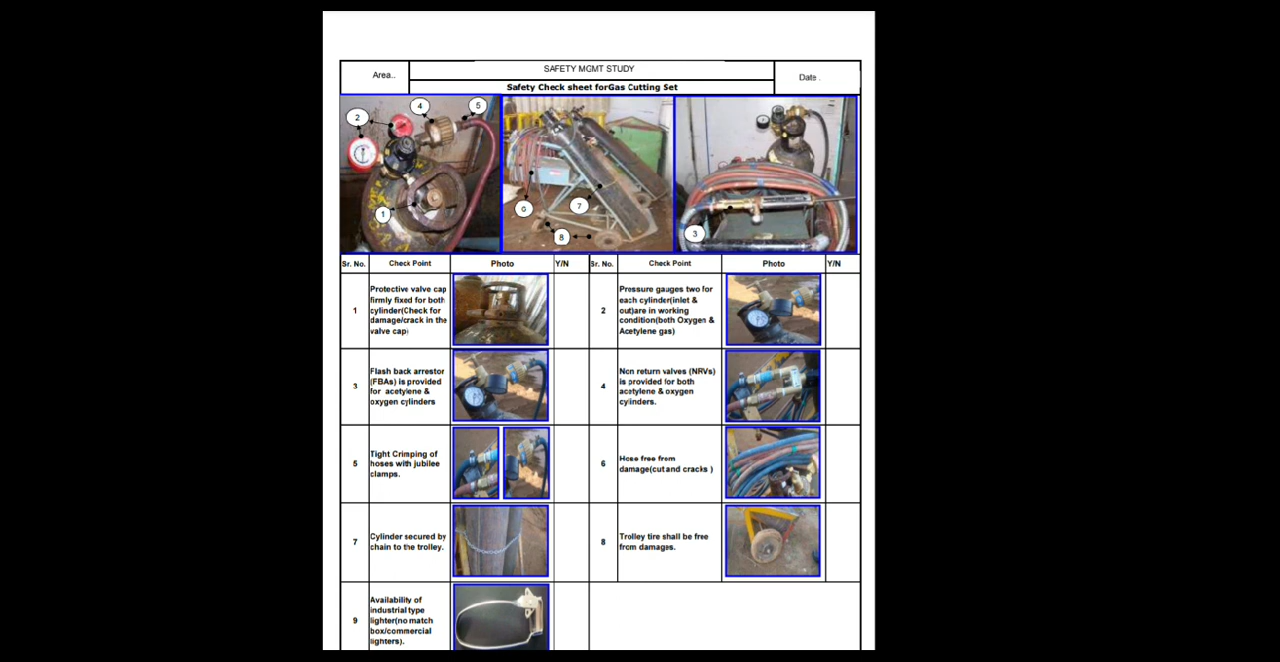 Area..
SAFETY MGMT STUDY
Date .
Safety Check sheet forGas Cutting Set
2
4
5
1
6
7
8
3
Sr. No.
Check Point
Photo
Y/N
Sr. No.
Check Point
Photo
Y/N
1
Protective valve cap
firmly fixed for both
cylinder(Check for
damage/crack in the
valve cap)
2
Pressure gauges two for
each cylinder(inlet &
out)are in working
condition(both Oxygen &
Acetylene gas)
3
Flash back arrestor
(FBAs) is provided
for acetylene &
oxygen cylinders
4
Non return valves (NRVs)
is provided for both
acetylene & oxygen
cylinders.
5
Tight Crimping of
hoses with jubilee
clamps.
6
Hose free from
damage(cut and cracks )
7
Cylinder secured by
chain to the trolley.
8
Trolley tire shall be free
from damages.
9
Availability of
industrial type
lighter(no match
box/commercial
lighters).